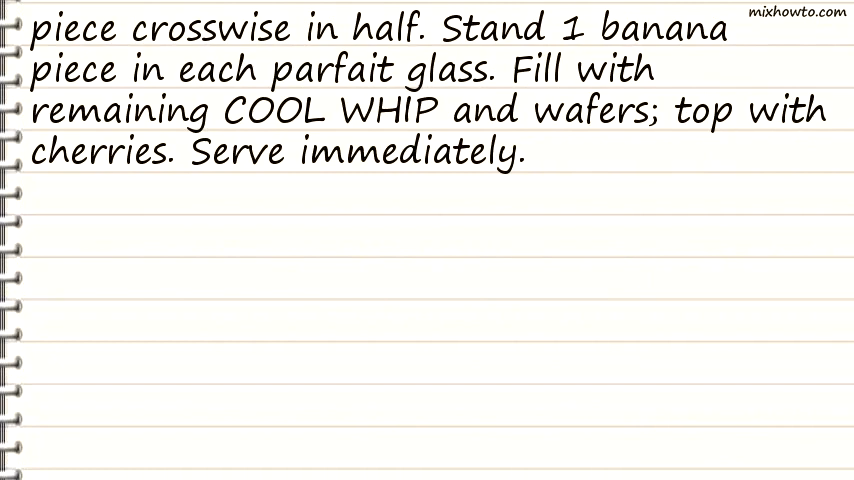 mixhowto.com
piece crosswise in half. Stand 1 banana
piece in each parfait glass. Fill with
remaining COOL WHIP and wafers; top with
cherries. Serve immediately.